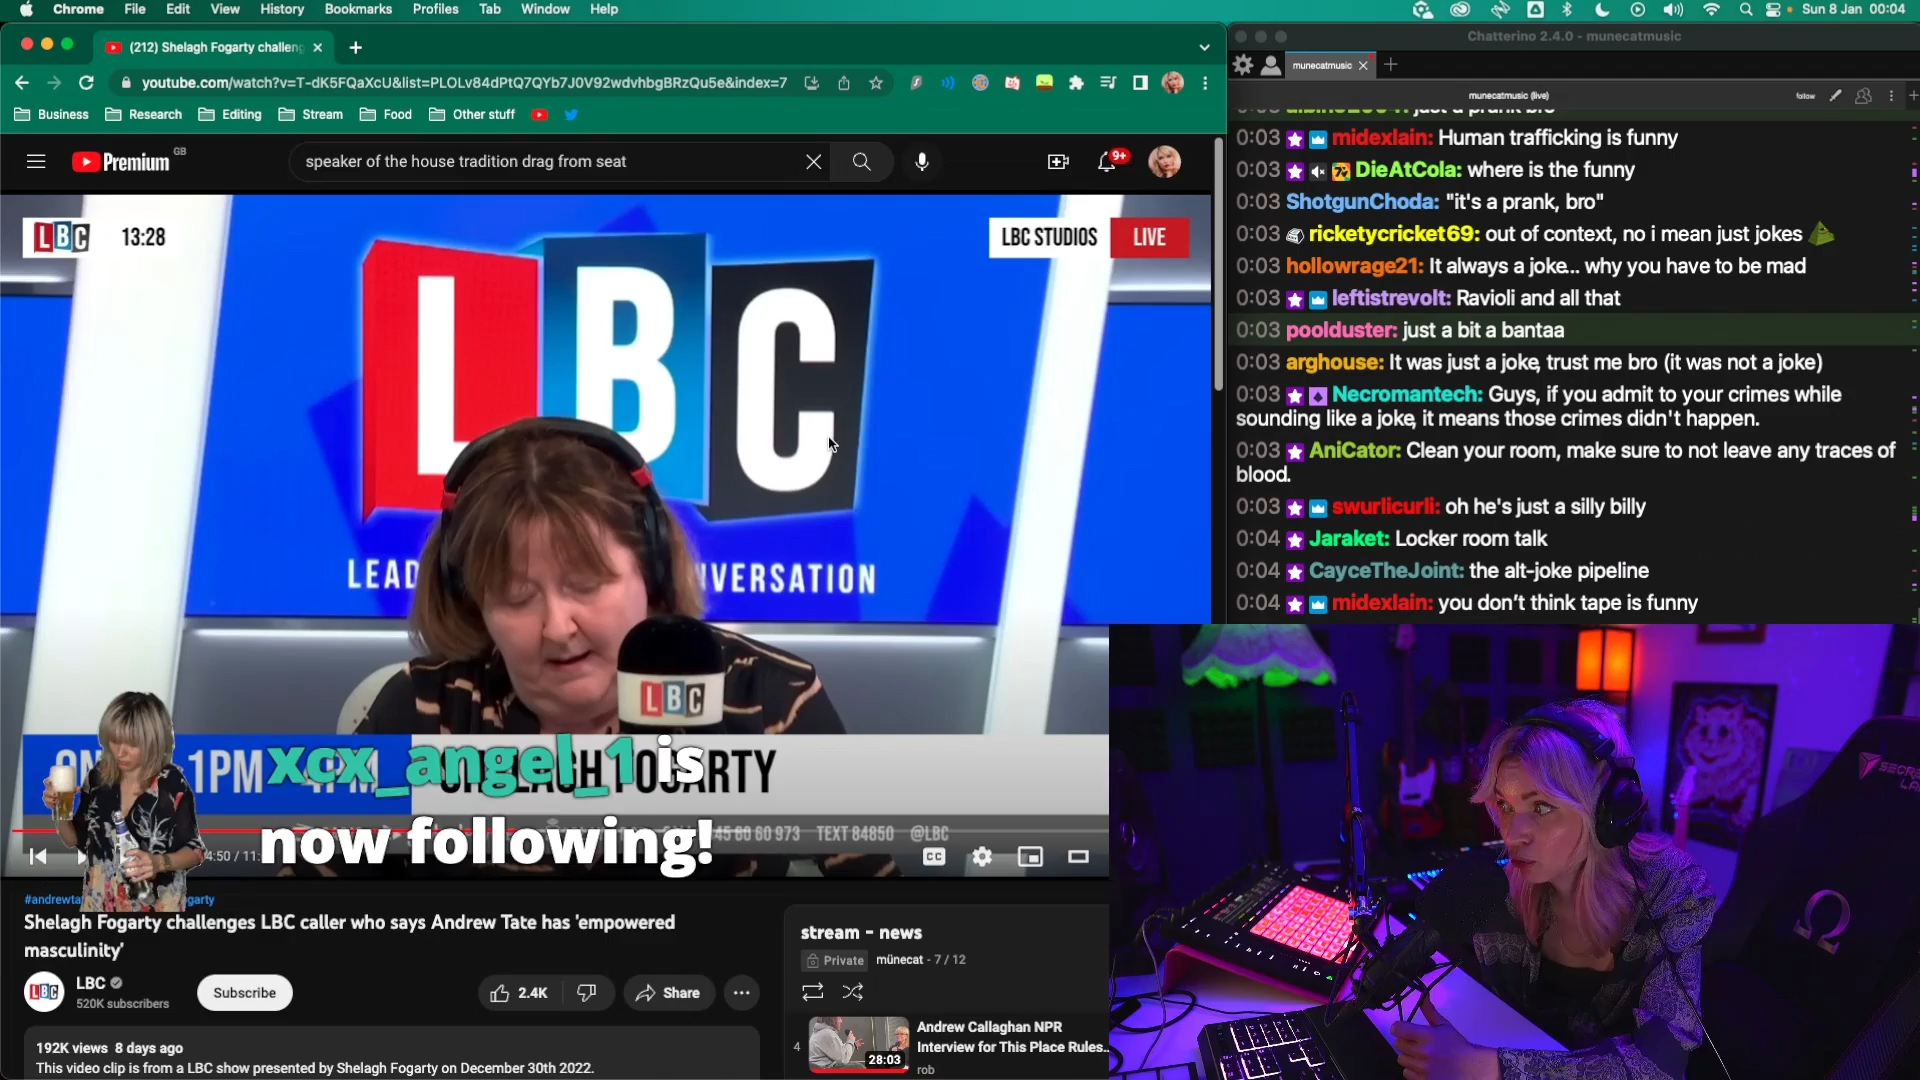 Chrome File Edit View History Bookmarks Profiles Tab Window Help
Sun 8 Jan 00:04
(212) Shelagh Fogarty challeng
youtube.com/watch?v=T-dK5FQaXcU&list=PLOLv84dPtQ7QYb7J0V92wdvhbgBRzQu5e&index=7
Business Research Editing Stream Food Other stuff
Premium GB
speaker of the house tradition drag from seat
9+
LBC 13:28
LBC STUDIOS LIVE
LBC
LEAD
VERSATION
LBC
1PM
xcx_angel_1 is
now following!
OGARTY
60 973 TEXT 84850 @LBC
4:50 / 11:
CC
#andrewta
garty
Shelagh Fogarty challenges LBC caller who says Andrew Tate has 'empowered
masculinity'
LBC
LBC
520K subscribers
Subscribe
2.4K
Share
192K views 8 days ago
This video clip is from a LBC show presented by Shelagh Fogarty on December 30th 2022.
stream - news
Private münecat - 7 / 12
4
28:03
Andrew Callaghan NPR
Interview for This Place Rules...
rob
Chatterino 2.4.0 - munecatmusic
munecatmusic
munecatmusic (live)
follow
just a prank bro
0:03 midexlain: Human trafficking is funny
0:03 DieAtCola: where is the funny
0:03 ShotgunChoda: "it's a prank, bro"
0:03 ricketycricket69: out of context, no i mean just jokes
0:03 hollowrage21: It always a joke... why you have to be mad
0:03 leftistrevolt: Ravioli and all that
0:03 poolduster: just a bit a bantaa
0:03 arghouse: It was just a joke, trust me bro (it was not a joke)
0:03 Necromantech: Guys, if you admit to your crimes while
sounding like a joke, it means those crimes didn't happen.
0:03 AniCator: Clean your room, make sure to not leave any traces of
blood.
0:03 swurlicurli: oh he's just a silly billy
0:04 Jaraket: Locker room talk
0:04 CayceTheJoint: the alt-joke pipeline
0:04 midexlain: you don't think tape is funny